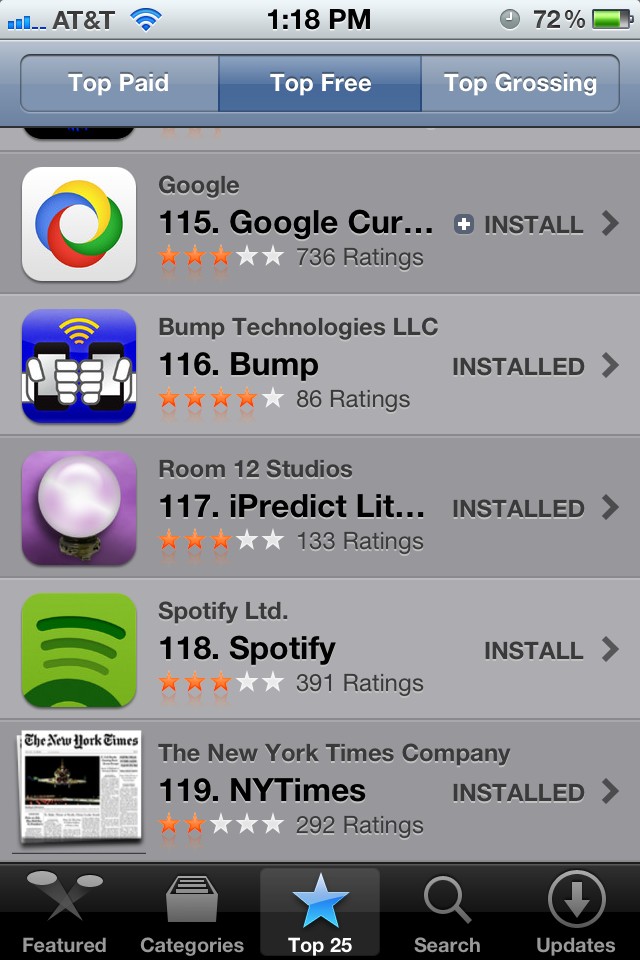 AT&T 1:18 PM 72%
Top Paid Top Free Top Grossing
Google
115. Google Cur... INSTALL
736 Ratings
Bump Technologies LLC
116. Bump INSTALLED
86 Ratings
Room 12 Studios
117. iPredict Lit... INSTALLED
133 Ratings
Spotify Ltd.
118. Spotify INSTALL
391 Ratings
The New York Times
The New York Times Company
119. NYTimes INSTALLED
292 Ratings
Featured Categories Top 25 Search Updates